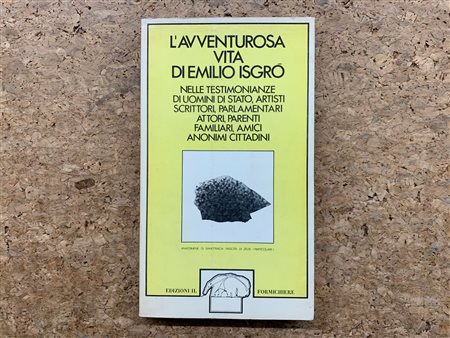 L'AVVENTUROSA
VITA
DI EMILIO ISGRÒ
NELLE TESTIMONIANZE
DI UOMINI DI STATO, ARTISTI
SCRITTORI, PARLAMENTARI
ATTORI, PARENTI
FAMILIARI, AMICI
ANONIMI CITTADINI
EDIZIONI IL FORMICHIERE